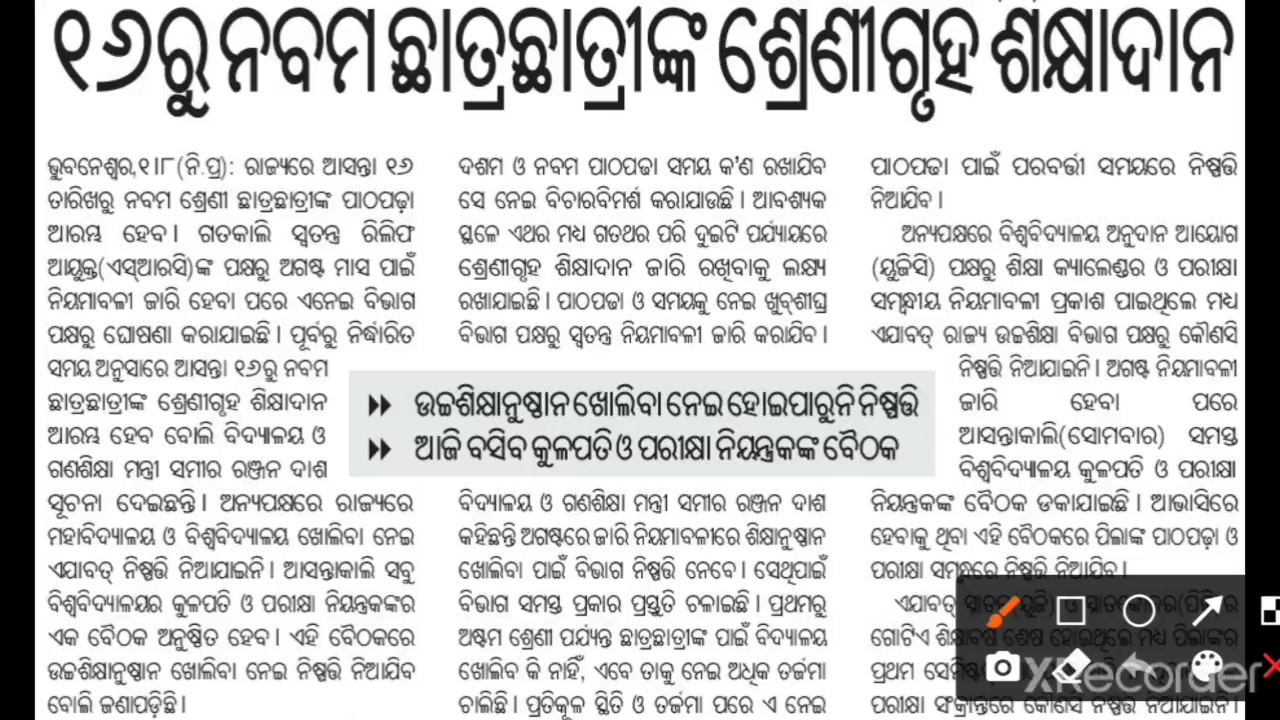 ୧୬ରୁ ନବମ ଛାତ୍ରଛାତ୍ରୀଙ୍କ ଶ୍ରେଣୀଗୃହ ଶିକ୍ଷାଦାନ
ଭୁବନେଶ୍ୱର,୧।୮(ନି.ପ୍ର): ରାଜ୍ୟରେ ଆସନ୍ତା ୧୬
ତାରିଖରୁ ନବମ ଶ୍ରେଣୀ ଛାତ୍ରଛାତ୍ରୀଙ୍କ ପାଠପଢ଼ା
ଆରମ୍ଭ ହେବ। ଗତକାଲି ସ୍ୱତନ୍ତ୍ର ରିଲିଫ
ଆୟୁକ୍ତ(ଏସ୍ଆରସି)ଙ୍କ ପକ୍ଷରୁ ଅଗଷ୍ଟ ମାସ ପାଇଁ
ନିୟମାବଳୀ ଜାରି ହେବା ପରେ ଏନେଇ ବିଭାଗ
ପକ୍ଷରୁ ଘୋଷଣା କରାଯାଇଛି। ପୂର୍ବରୁ ନିର୍ଦ୍ଧାରିତ
ସମୟ ଅନୁସାରେ ଆସନ୍ତା ୧୬ରୁ ନବମ
ଛାତ୍ରଛାତ୍ରୀଙ୍କ ଶ୍ରେଣୀଗୃହ ଶିକ୍ଷାଦାନ
ଆରମ୍ଭ ହେବ ବୋଲି ବିଦ୍ୟାଳୟ ଓ
ଗଣଶିକ୍ଷା ମନ୍ତ୍ରୀ ସମୀର ରଞ୍ଜନ ଦାଶ
ସୂଚନା ଦେଇଛନ୍ତି। ଅନ୍ୟପକ୍ଷରେ ରାଜ୍ୟରେ
ମହାବିଦ୍ୟାଳୟ ଓ ବିଶ୍ୱବିଦ୍ୟାଳୟ ଖୋଲିବା ନେଇ
ଏଯାବତ୍ ନିଷ୍ପତ୍ତି ନିଆଯାଇନି। ଆସନ୍ତାକାଲି ସବୁ
ବିଶ୍ୱବିଦ୍ୟାଳୟର କୁଳପତି ଓ ପରୀକ୍ଷା ନିୟନ୍ତ୍ରକଙ୍କର
ଏକ ବୈଠକ ଅନୁଷ୍ଠିତ ହେବ। ଏହି ବୈଠକରେ
ଉଚ୍ଚଶିକ୍ଷାନୁଷ୍ଠାନ ଖୋଲିବା ନେଇ ନିଷ୍ପତ୍ତି ନିଆଯିବ
ବୋଲି ଜଣାପଡ଼ିଛି।
ଦଶମ ଓ ନବମ ପାଠପଢା ସମୟ କ'ଣ ରଖାଯିବ
ସେ ନେଇ ବିଚାରବିମର୍ଶ କରାଯାଉଛି। ଆବଶ୍ୟକ
ସ୍ଥଳେ ଏଥର ମଧ୍ୟ ଗତଥର ପରି ଦୁଇଟି ପର୍ଯ୍ୟାୟରେ
ଶ୍ରେଣୀଗୃହ ଶିକ୍ଷାଦାନ ଜାରି ରଖିବାକୁ ଲକ୍ଷ୍ୟ
ରଖାଯାଇଛି। ପାଠପଢା ଓ ସମୟକୁ ନେଇ ଖୁବ୍‌ଶୀଘ୍ର
ବିଭାଗ ପକ୍ଷରୁ ସ୍ୱତନ୍ତ୍ର ନିୟମାବଳୀ ଜାରି କରାଯିବ।
ଉଚ୍ଚଶିକ୍ଷାନୁଷ୍ଠାନ ଖୋଲିବା ନେଇ ହୋଇପାରୁନି ନିଷ୍ପତ୍ତି
ଆଜି ବସିବ କୁଳପତି ଓ ପରୀକ୍ଷା ନିୟନ୍ତ୍ରକଙ୍କ ବୈଠକ
ବିଦ୍ୟାଳୟ ଓ ଗଣଶିକ୍ଷା ମନ୍ତ୍ରୀ ସମୀର ରଞ୍ଜନ ଦାଶ
କହିଛନ୍ତି ଅଗଷ୍ଟରେ ଜାରି ନିୟମାବଳୀରେ ଶିକ୍ଷାନୁଷ୍ଠାନ
ଖୋଲିବା ପାଇଁ ବିଭାଗ ନିଷ୍ପତ୍ତି ନେବେ। ସେଥିପାଇଁ
ବିଭାଗ ସମସ୍ତ ପ୍ରକାର ପ୍ରସ୍ତୁତି ଚଳାଇଛି। ପ୍ରଥମରୁ
ଅଷ୍ଟମ ଶ୍ରେଣୀ ପର୍ଯ୍ୟନ୍ତ ଛାତ୍ରଛାତ୍ରୀଙ୍କ ପାଇଁ ବିଦ୍ୟାଳୟ
ଖୋଲିବ କି ନାହିଁ, ଏବେ ତାକୁ ନେଇ ଅଧିକ ତର୍ଜମା
ଚାଲିଛି। ପ୍ରତିକୂଳ ସ୍ଥିତି ଓ ତର୍ଜମା ପରେ ଏ ନେଇ
ପାଠପଢା ପାଇଁ ପରବର୍ତ୍ତୀ ସମୟରେ ନିଷ୍ପତ୍ତି
ନିଆଯିବ।
ଅନ୍ୟପକ୍ଷରେ ବିଶ୍ୱବିଦ୍ୟାଳୟ ଅନୁଦାନ ଆୟୋଗ
(ୟୁଜିସି) ପକ୍ଷରୁ ଶିକ୍ଷା କ୍ୟାଲେଣ୍ଡର ଓ ପରୀକ୍ଷା
ସମ୍ବନ୍ଧୀୟ ନିୟମାବଳୀ ପ୍ରକାଶ ପାଇଥିଲେ ମଧ୍ୟ
ଏଯାବତ୍ ରାଜ୍ୟ ଉଚ୍ଚଶିକ୍ଷା ବିଭାଗ ପକ୍ଷରୁ କୌଣସି
ନିଷ୍ପତ୍ତି ନିଆଯାଇନି। ଅଗଷ୍ଟ ନିୟମାବଳୀ
ଜାରି ହେବା ପରେ
ଆସନ୍ତାକାଲି(ସୋମବାର) ସମସ୍ତ
ବିଶ୍ୱବିଦ୍ୟାଳୟ କୁଳପତି ଓ ପରୀକ୍ଷା
ନିୟନ୍ତ୍ରକଙ୍କ ବୈଠକ ଡକାଯାଇଛି। ଆଭାସିରେ
ହେବାକୁ ଥିବା ଏହି ବୈଠକରେ ପିଲାଙ୍କ ପାଠପଢ଼ା ଓ
ପରୀକ୍ଷା ସମ୍ପର୍କରେ ନିଷ୍ପତ୍ତି ନିଆଯିବ।
ଏଯାବତ୍
ଗୋଟିଏ ଶିକ୍ଷାବର୍ଷ ଶେଷ ହୋଇଥିଲେ ମଧ୍ୟ ପିଲାଙ୍କର
ପ୍ରଥମ
ପରୀକ୍ଷା ସଂକ୍ରାନ୍ତରେ କୌଣସି ନିଷ୍ପତ୍ତି ନିଆଯାଇନି।
XRecorder